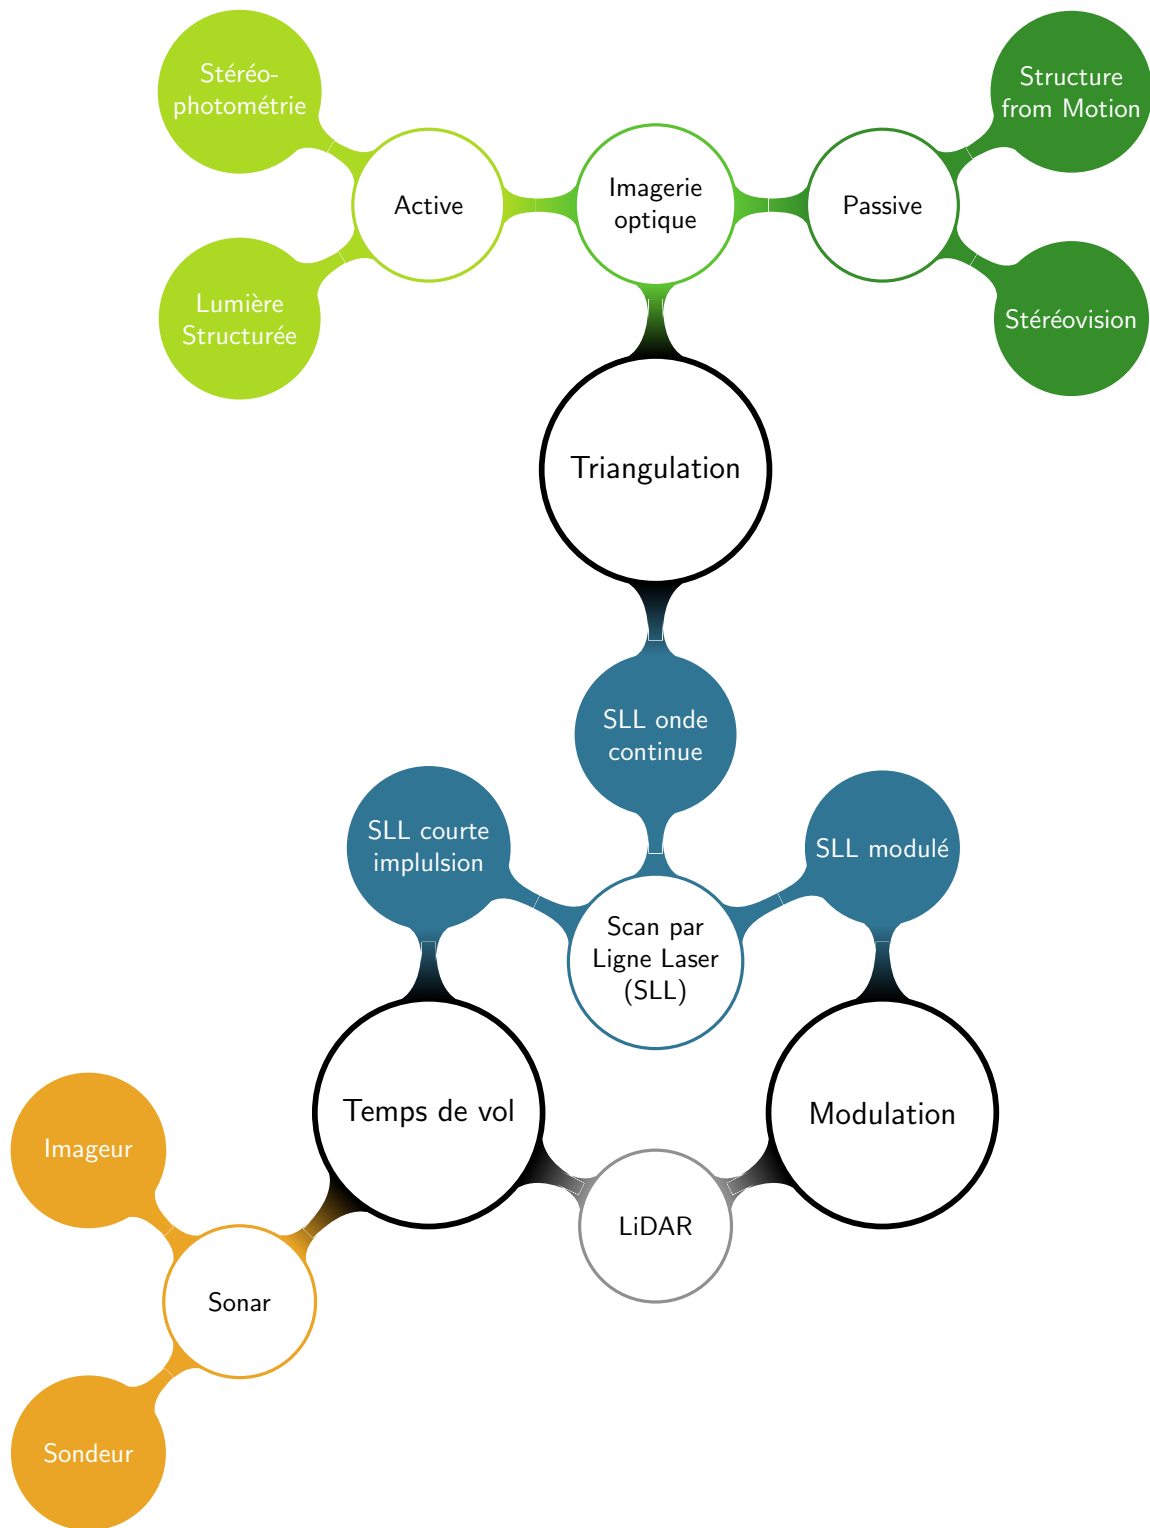 Stéréo-
photométrie
Structure
from Motion
Active
Imagerie
optique
Passive
Lumière
Structurée
Stéréovision
Triangulation
SLL onde
continue
SLL courte
implulsion
SLL modulé
Scan par
Ligne Laser
(SLL)
Temps de vol
Modulation
Imageur
LiDAR
Sonar
Sondeur